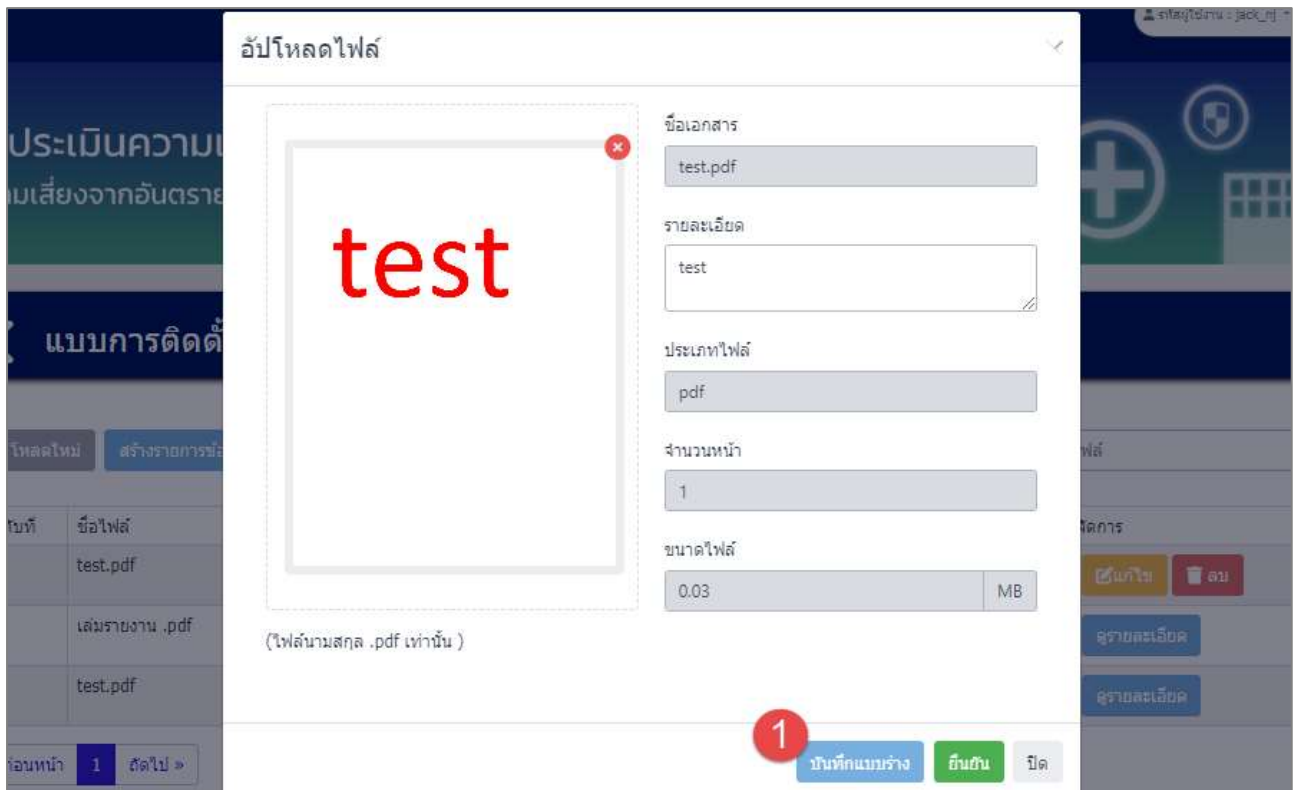 รหัสผู้ใช้งาน : jack_nj
อัปโหลดไฟล์
ประเมินความเ
มเสี่ยงจากอันตราย
แบบการติดตั้
โหลดใหม่
สร้างรายการข้อ
ชื่อไฟล์
test.pdf
เล่มรายงาน .pdf
test.pdf
1
ถัดไป »
test
(ไฟล์นามสกุล .pdf เท่านั้น )
ชื่อเอกสาร
test.pdf
รายละเอียด
test
ประเภทไฟล์
pdf
จำนวนหน้า
1
ขนาดไฟล์
0.03 MB
1
บันทึกแบบร่าง ยืนยัน ปิด
ฟล์
จัดการ
แก้ไข ลบ
ดูรายละเอียด
ดูรายละเอียด